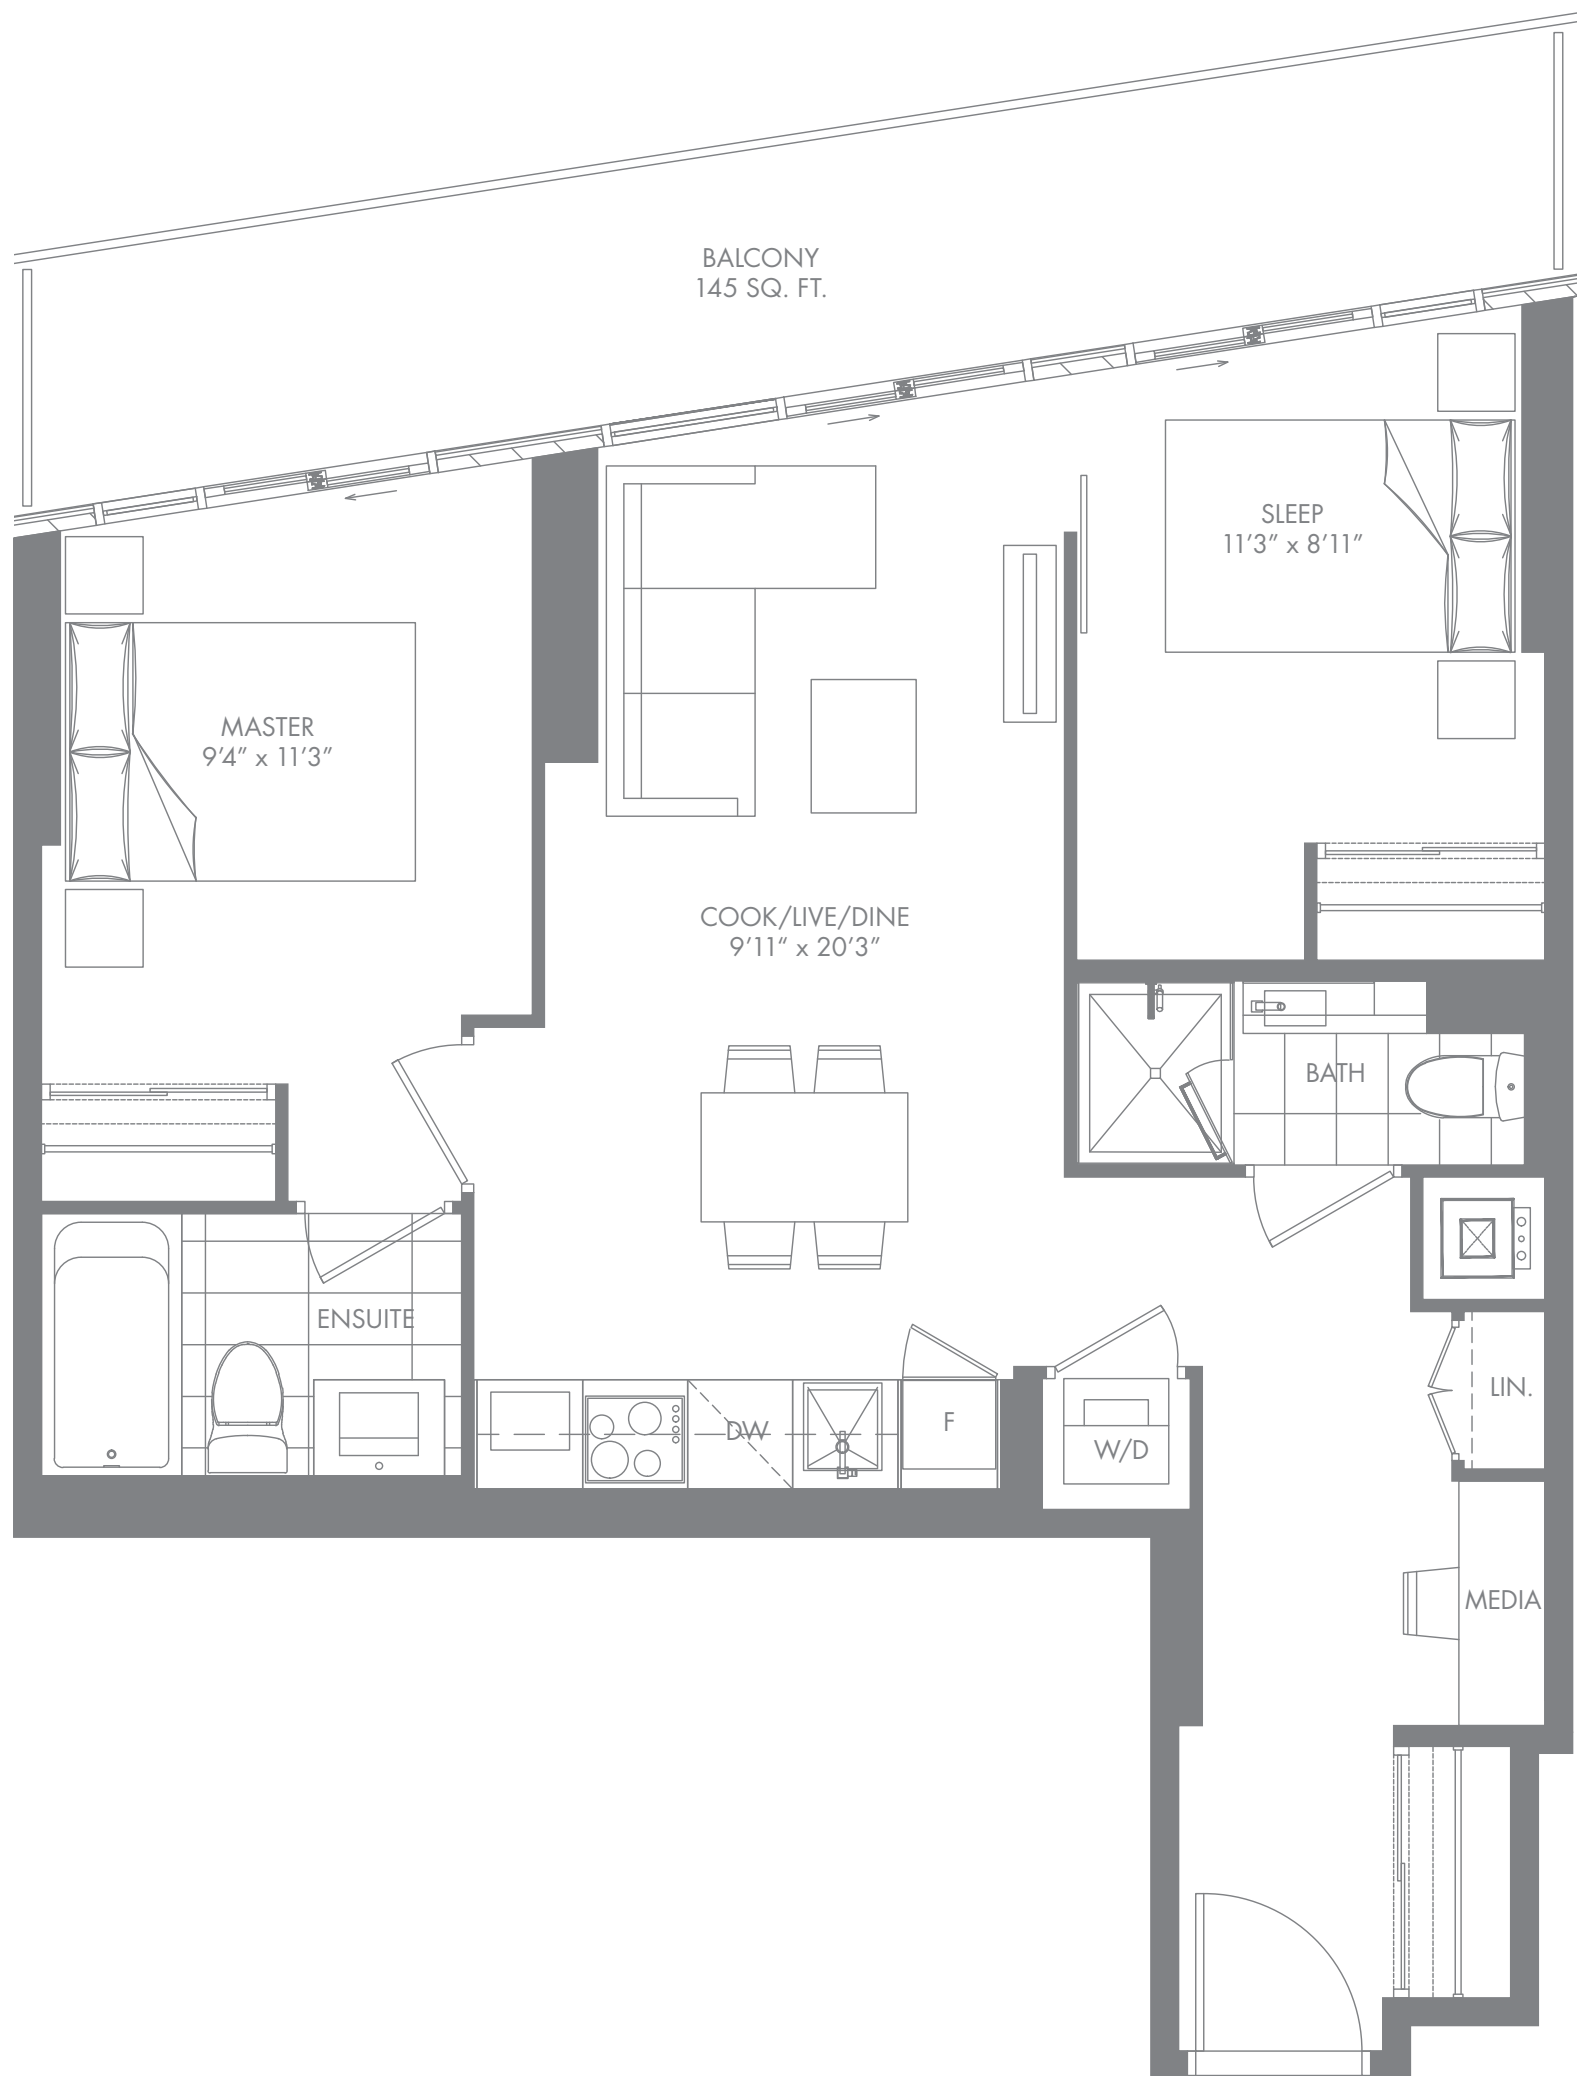 BALCONY
145 SQ. FT.
SLEEP
11’3” x 8’11”
MASTER
9’4” x 11’3”
COOK/LIVE/DINE
9’11” x 20’3”
BATH
ENSUITE
LIN.
DW
F
W/D
MEDIA